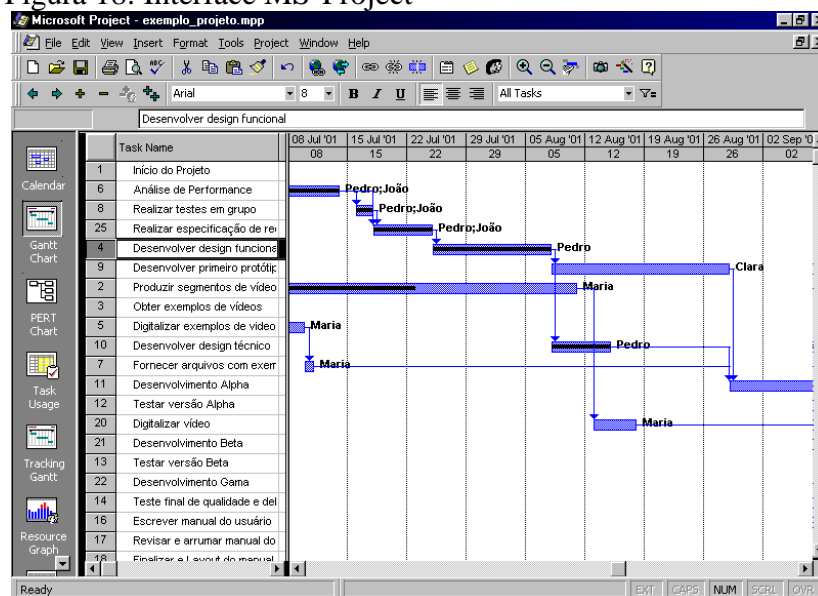 Figura 18. Interface MS-Project
Microsoft Project - exemplo_projeto.mpp
File Edit View Insert Format Tools Project Window Help
Arial 8 B I U All Tasks
Desenvolver design funcional
Task Name
08 Jul '01 15 Jul '01 22 Jul '01 29 Jul '01 05 Aug '01 12 Aug '01 19 Aug '01 26 Aug '01 02 Sep '0
08 15 22 29 05 12 19 26 02
1 Início do Projeto
6 Análise de Performance Pedro;João
8 Realizar testes em grupo Pedro;João
25 Realizar especificação de re Pedro;João
4 Desenvolver design funciona Pedro
9 Desenvolver primeiro protótip Clara
2 Produzir segmentos de vídeo Maria
3 Obter exemplos de vídeos
5 Digitalizar exemplos de video Maria
10 Desenvolver design técnico Pedro
7 Fornecer arquivos com exem Maria
11 Desenvolvimento Alpha
12 Testar versão Alpha
20 Digitalizar vídeo Maria
21 Desenvolvimento Beta
13 Testar versão Beta
22 Desenvolvimento Gama
14 Teste final de qualidade e del
16 Escrever manual do usuário
17 Revisar e arrumar manual do
18 Finalizar e Layout do manual
Calendar
Gantt
Chart
PERT
Chart
Task
Usage
Tracking
Gantt
Resource
Graph
Ready EXT CAPS NUM SCRL OVR